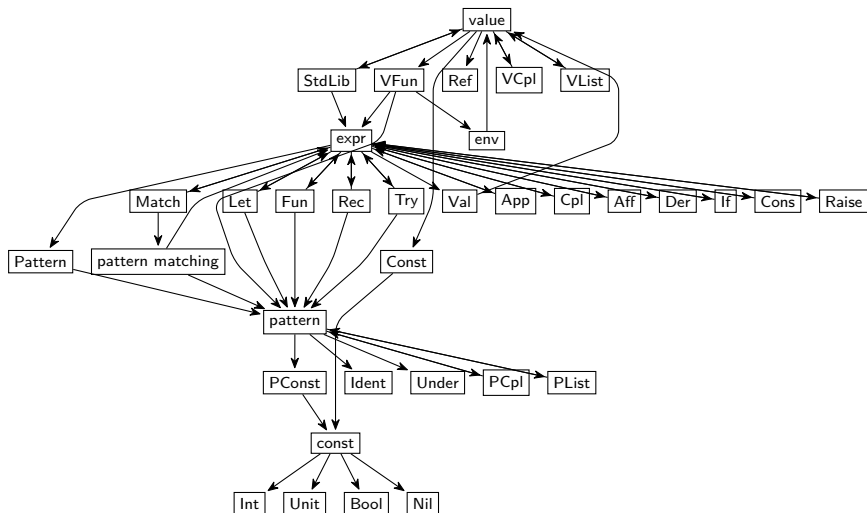 value
StdLib VFun Ref VCpl VList
expr env
Match Let Fun Rec Try Val App Cpl Aff Der If Cons Raise
Pattern pattern matching Const
pattern
PConst Ident Under PCpl PList
const
Int Unit Bool Nil